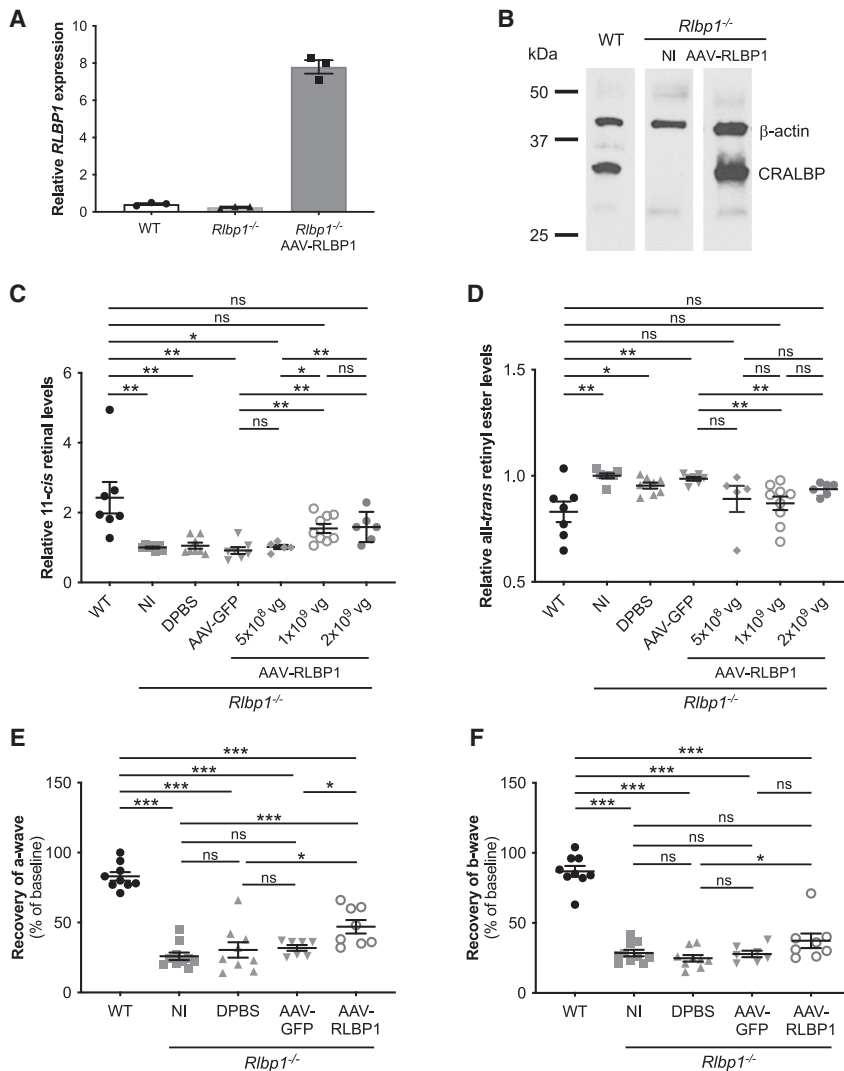 A
Relative RLBP1 expression
10
8
6
4
2
0
WT
Rlbp1-/-
Rlbp1-/-
AAV-RLBP1
B
Rlbp1-/-
WT
kDa
NI AAV-RLBP1
50
37
25
β-actin
CRALBP
C
Relative 11-cis retinal levels
6
4
2
0
ns
ns
*
**
**
**
**
*
ns
**
**
ns
WT
NI
DPBS
AAV-GFP
5x10⁸ vg
1x10⁹ vg
2x10⁹ vg
AAV-RLBP1
Rlbp1-/-
D
Relative all-trans retinyl ester levels
1.5
1.0
0.5
ns
ns
ns
**
ns
*
ns
ns
**
**
**
ns
WT
NI
DPBS
AAV-GFP
5x10⁸ vg
1x10⁹ vg
2x10⁹ vg
AAV-RLBP1
Rlbp1-/-
E
Recovery of a-wave
(% of baseline)
150
100
50
0
***
***
***
*
***
***
ns
ns
*
ns
WT
NI
DPBS
AAV-
GFP
AAV-
RLBP1
Rlbp1-/-
F
Recovery of b-wave
(% of baseline)
150
100
50
0
***
***
***
ns
***
ns
ns
ns
*
ns
WT
NI
DPBS
AAV-
GFP
AAV-
RLBP1
Rlbp1-/-